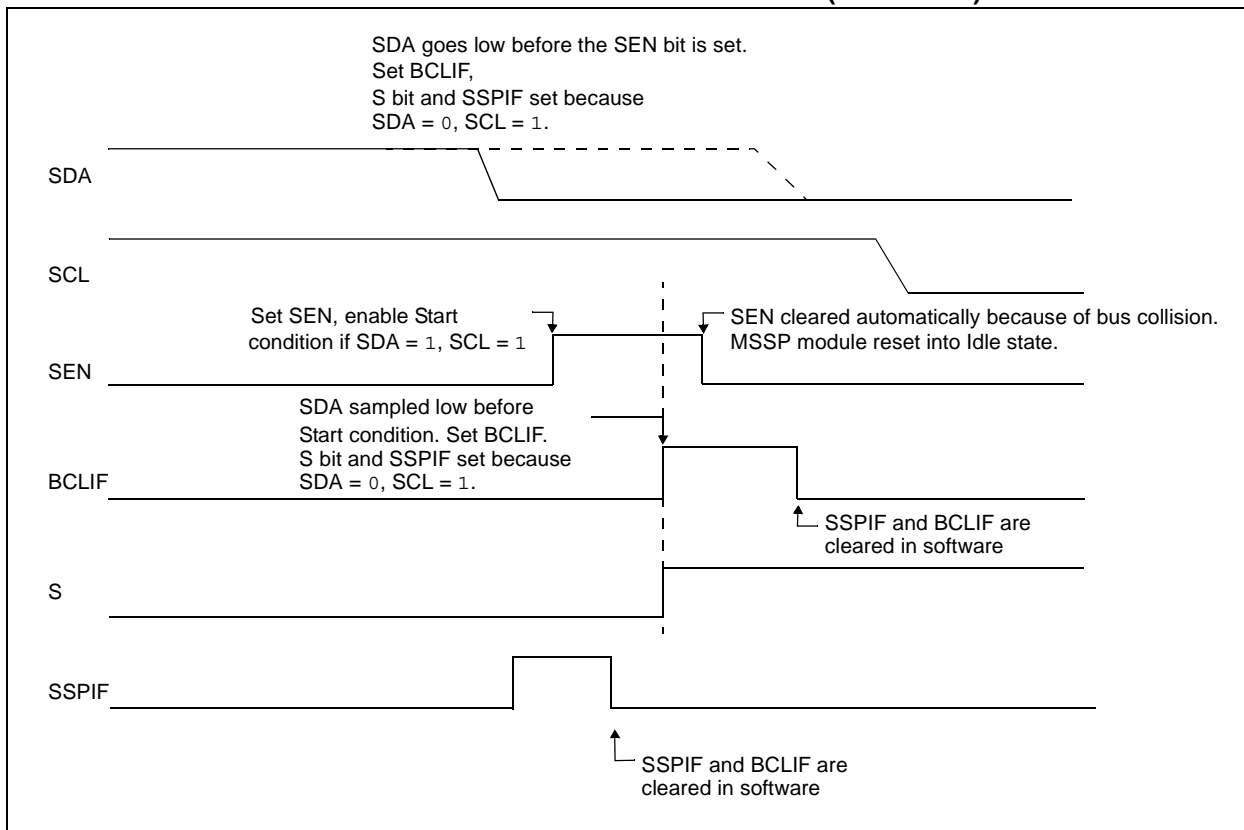 SDA goes low before the SEN bit is set.
Set BCLIF,
S bit and SSPIF set because
SDA = 0, SCL = 1.
SDA
SCL
Set SEN, enable Start
condition if SDA = 1, SCL = 1
SEN cleared automatically because of bus collision.
MSSP module reset into Idle state.
SEN
SDA sampled low before
Start condition. Set BCLIF.
S bit and SSPIF set because
SDA = 0, SCL = 1.
BCLIF
SSPIF and BCLIF are
cleared in software
S
SSPIF
SSPIF and BCLIF are
cleared in software